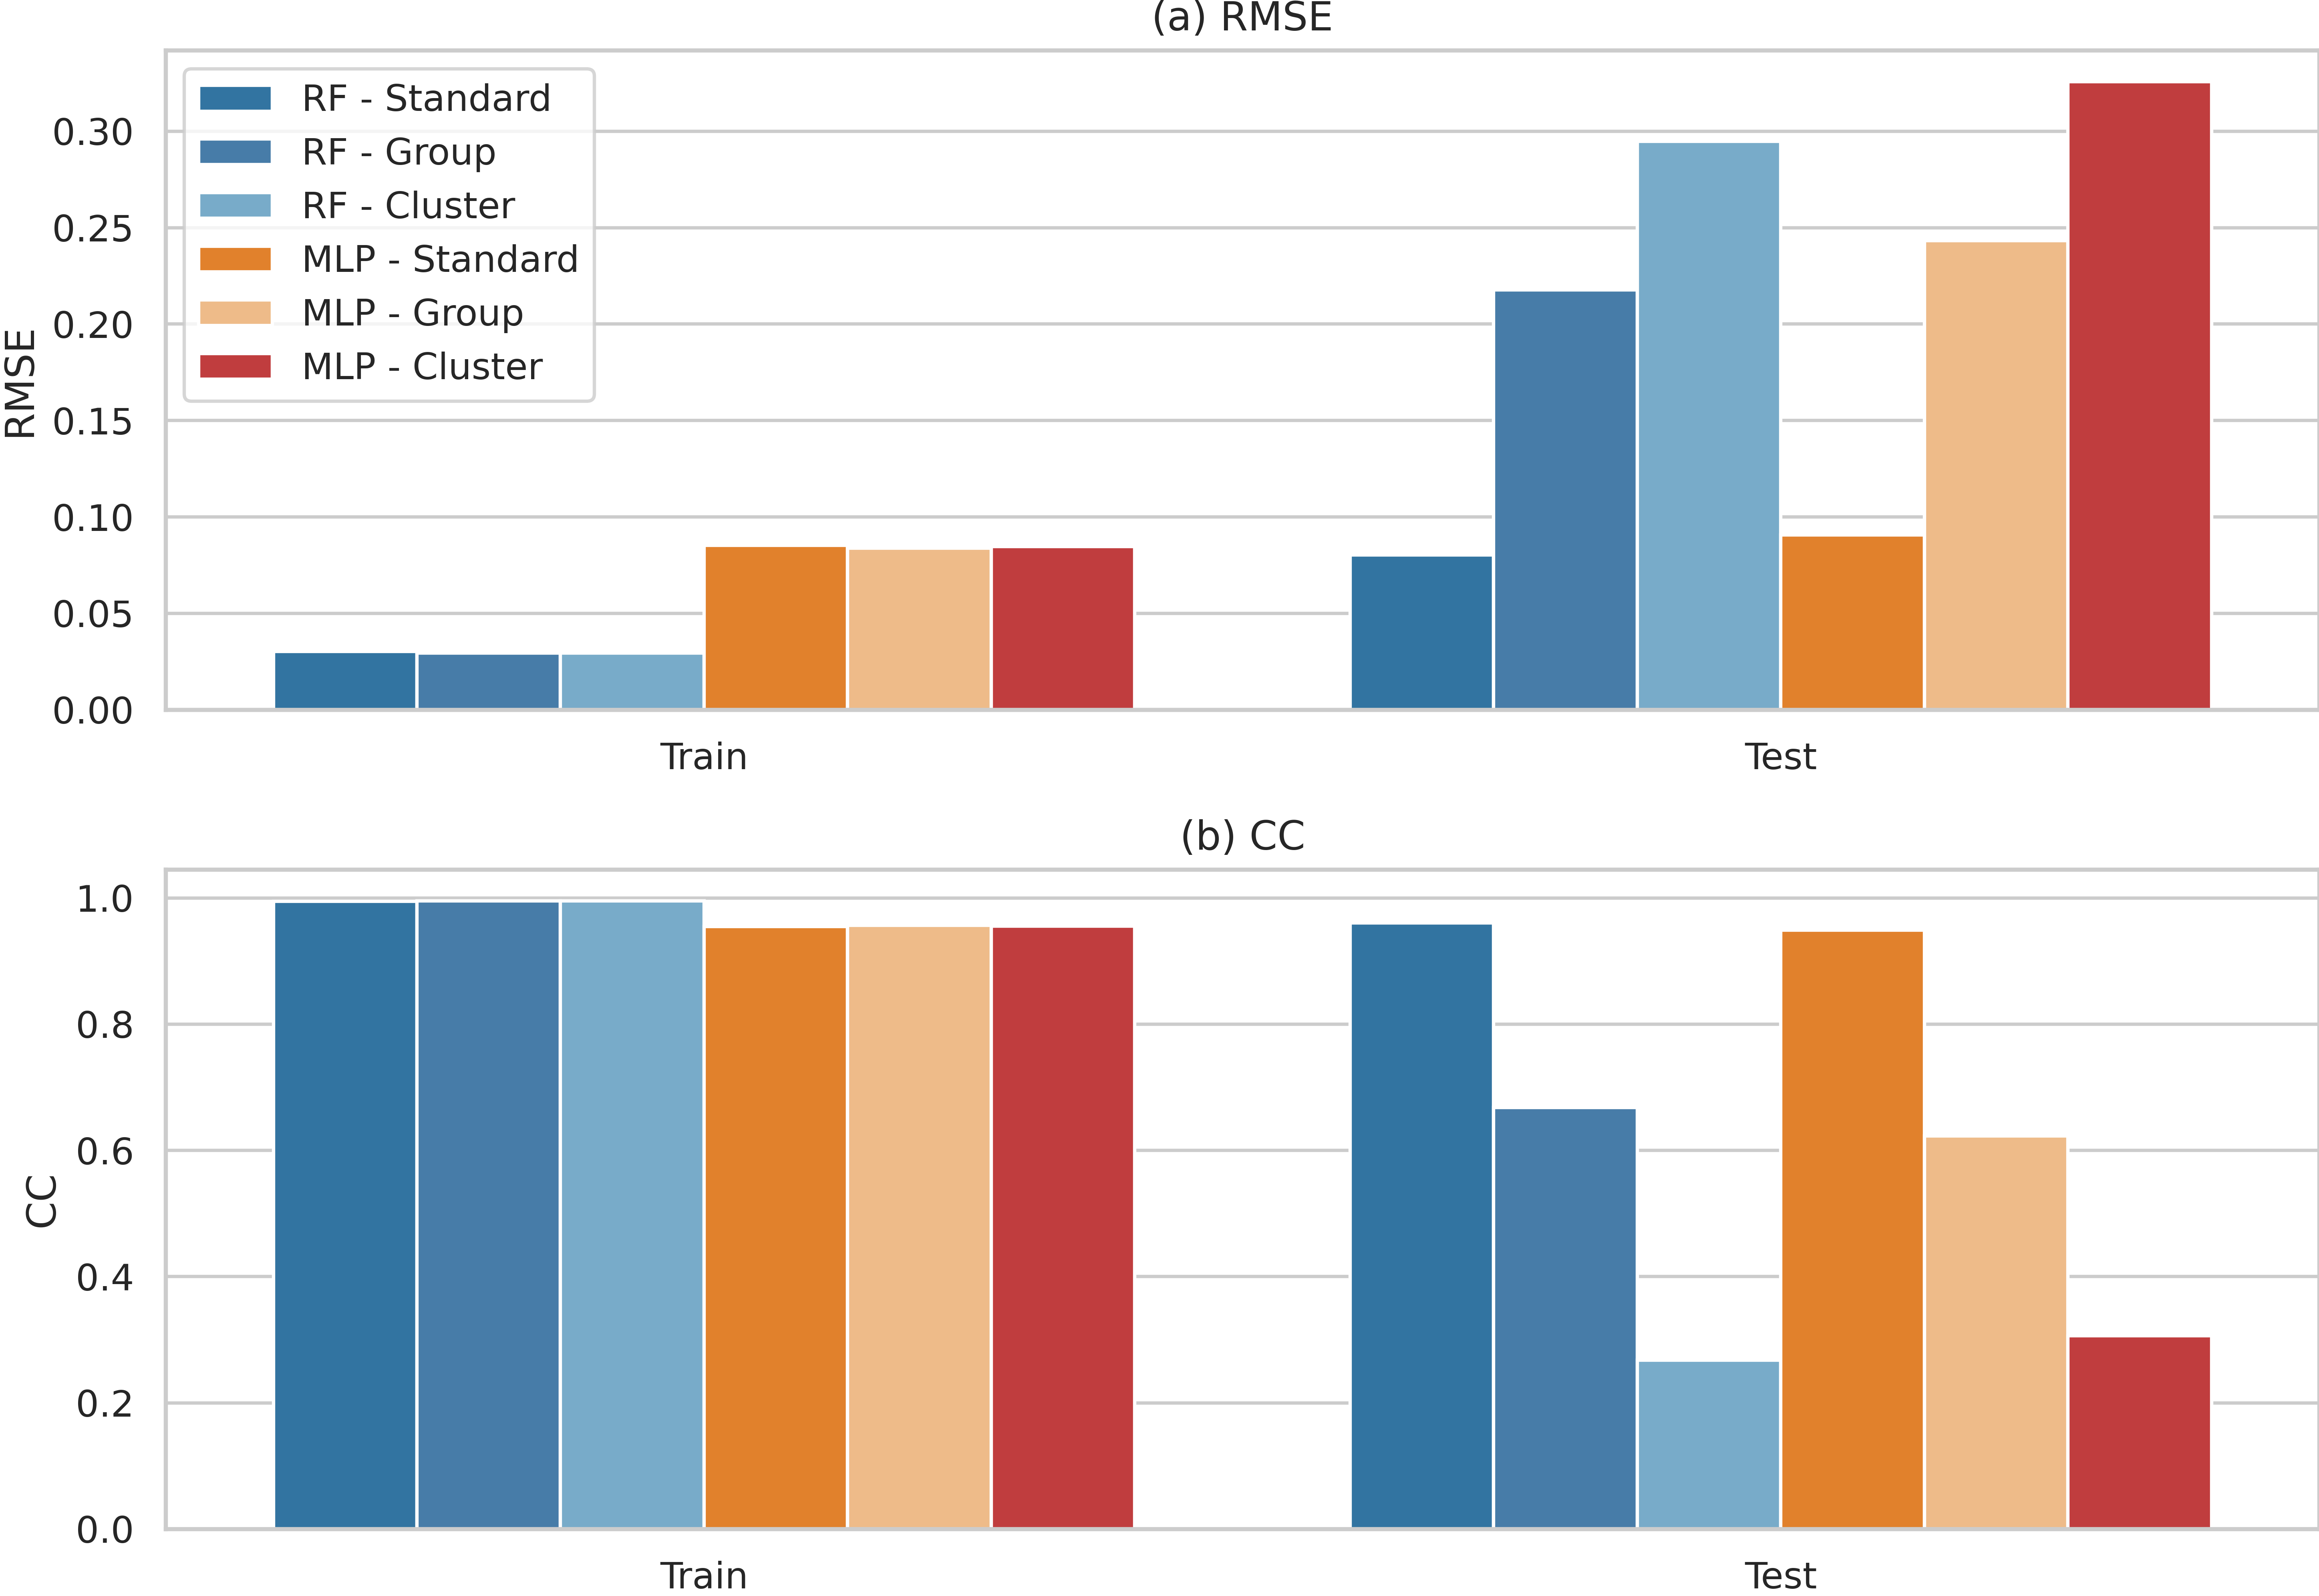 (a) RMSE
RF - Standard
RF - Group
RF - Cluster
MLP - Standard
MLP - Group
MLP - Cluster
RMSE
0.30
0.25
0.20
0.15
0.10
0.05
0.00
Train
Test
(b) CC
CC
1.0
0.8
0.6
0.4
0.2
0.0
Train
Test